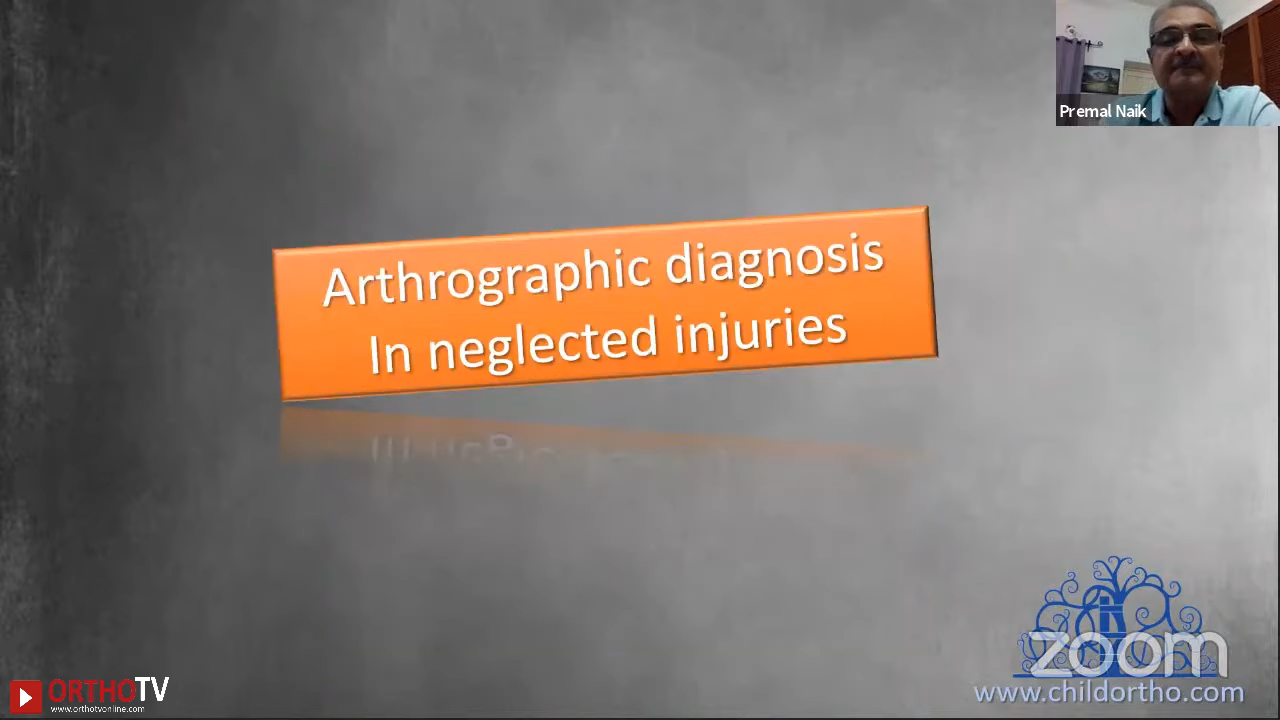 Premal Naik
Arthrographic diagnosis
In neglected injuries
zoom
www.childortho.com
ORTHOTV
www.orthotvonline.com